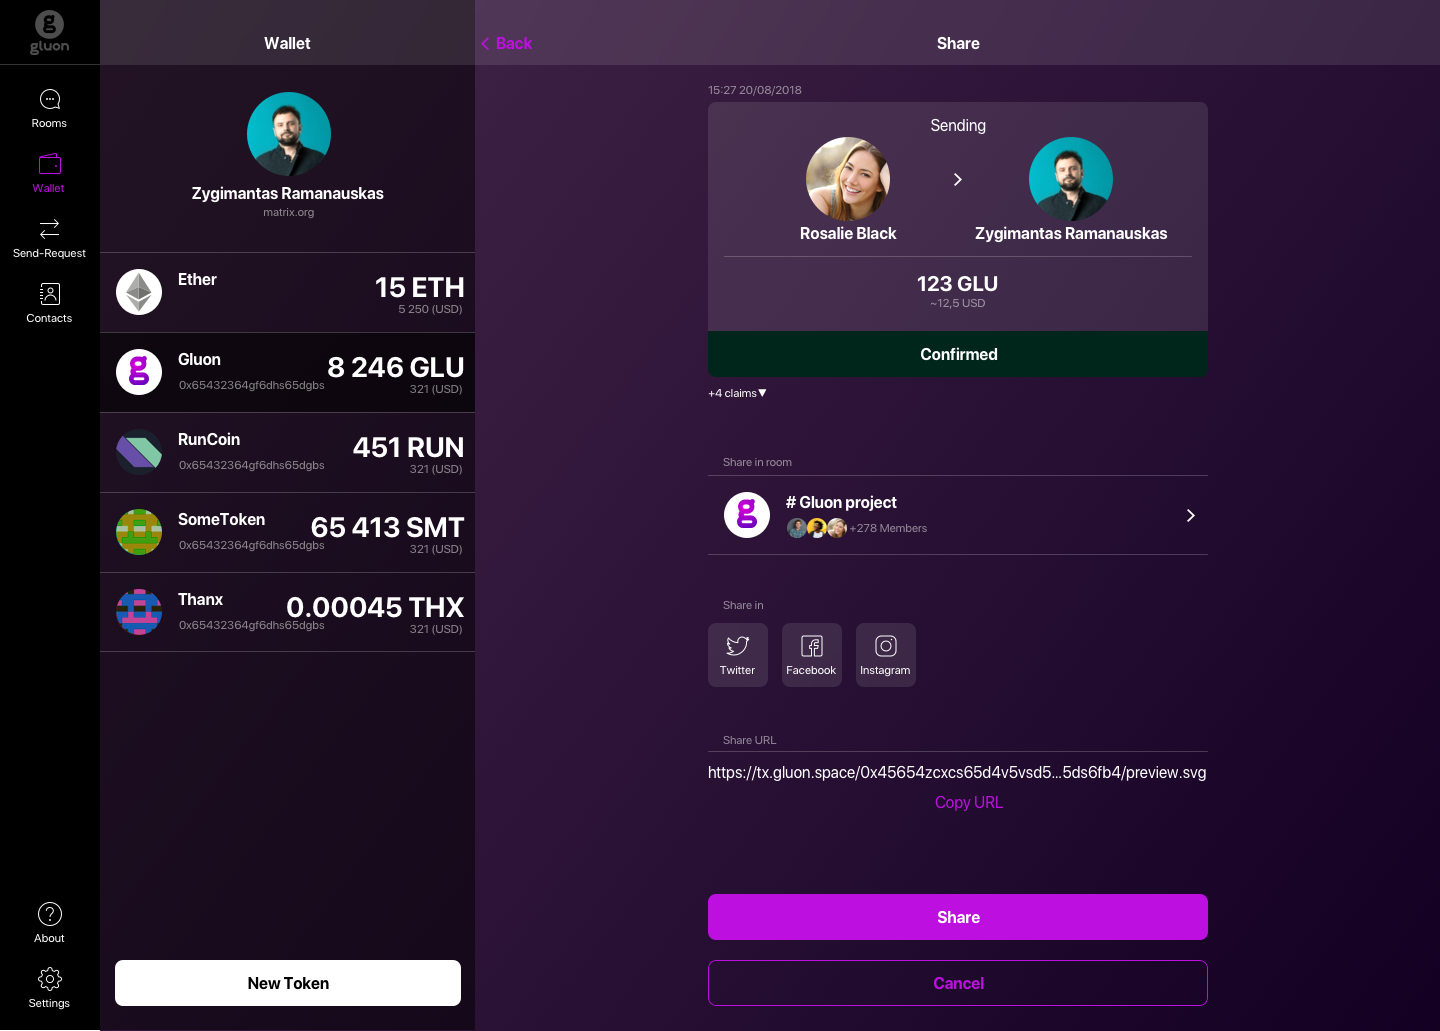 gluon
Rooms
Wallet
Send-Request
Contacts
About
Settings
Wallet
Zygimantas Ramanauskas
matrix.org
Ether
15 ETH
5 250 (USD)
Gluon
8 246 GLU
0x65432364gf6dhs65dgbs
321 (USD)
RunCoin
451 RUN
0x65432364gf6dhs65dgbs
321 (USD)
SomeToken
65 413 SMT
0x65432364gf6dhs65dgbs
321 (USD)
Thanx
0.00045 THX
0x65432364gf6dhs65dgbs
321 (USD)
New Token
Back
Share
15:27 20/08/2018
Sending
Rosalie Black
Zygimantas Ramanauskas
123 GLU
~12,5 USD
Confirmed
+4 claims▼
Share in room
# Gluon project
+278 Members
Share in
Twitter
Facebook
Instagram
Share URL
https://tx.gluon.space/0x45654zcxcs65d4v5vsd5...5ds6fb4/preview.svg
Copy URL
Share
Cancel